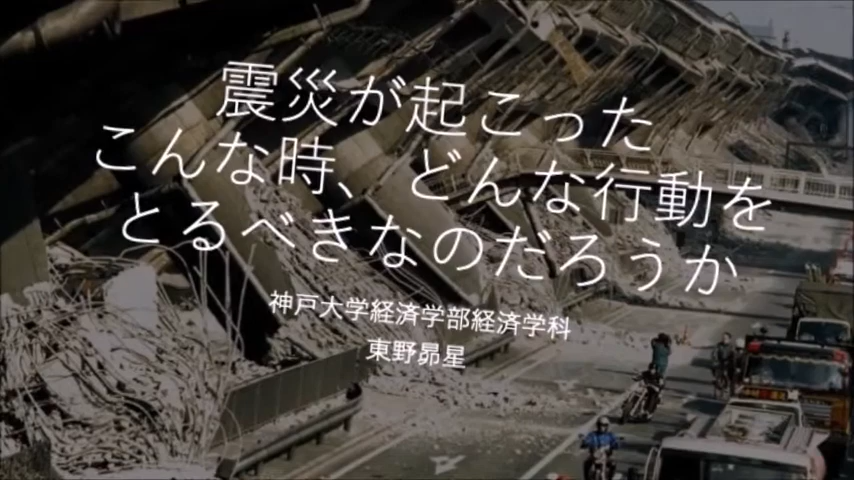 震災が起こった
こんな時、どんな行動を
とるべきなのだろうか
神戸大学経済学部経済学科
東野昴星